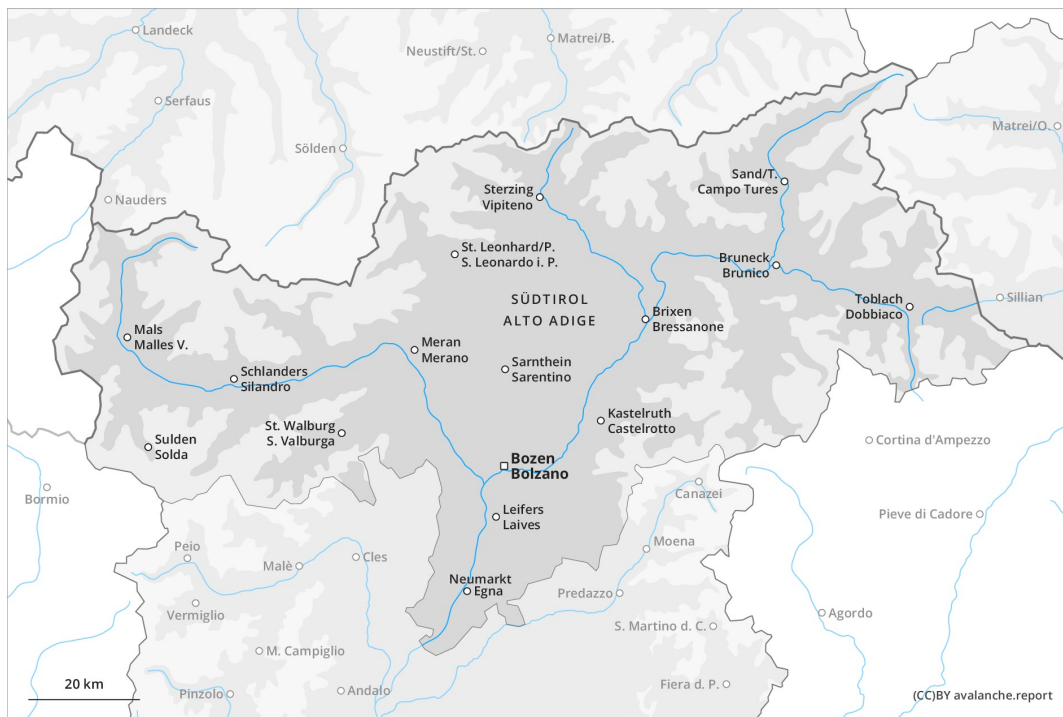 Landeck
Matrei/B.
Neustift/St.
Serfaus
Matrei/O.
Sölden
Sand/T.
Campo Tures
Sterzing
Vipiteno
Nauders
St. Leonhard/P.
S. Leonardo i. P.
Bruneck
Brunico
SÜDTIROL
ALTO ADIGE
Toblach
Dobbiaco
Sillian
Brixen
Bressanone
Mals
Malles V.
Meran
Merano
Sarnthein
Sarentino
Schlanders
Silandro
Kastelruth
Castelrotto
St. Walburg
S. Valburga
Sulden
Solda
Cortina d'Ampezzo
Bozen
Bolzano
Bormio
Canazei
Leifers
Laives
Pieve di Cadore
Moena
Peio
Malè
Cles
Neumarkt
Egna
Predazzo
Vermiglio
Agordo
S. Martino d. C.
M. Campiglio
20 km
Pinzolo
Andalo
Fiera d. P.
(CC)BY avalanche.report